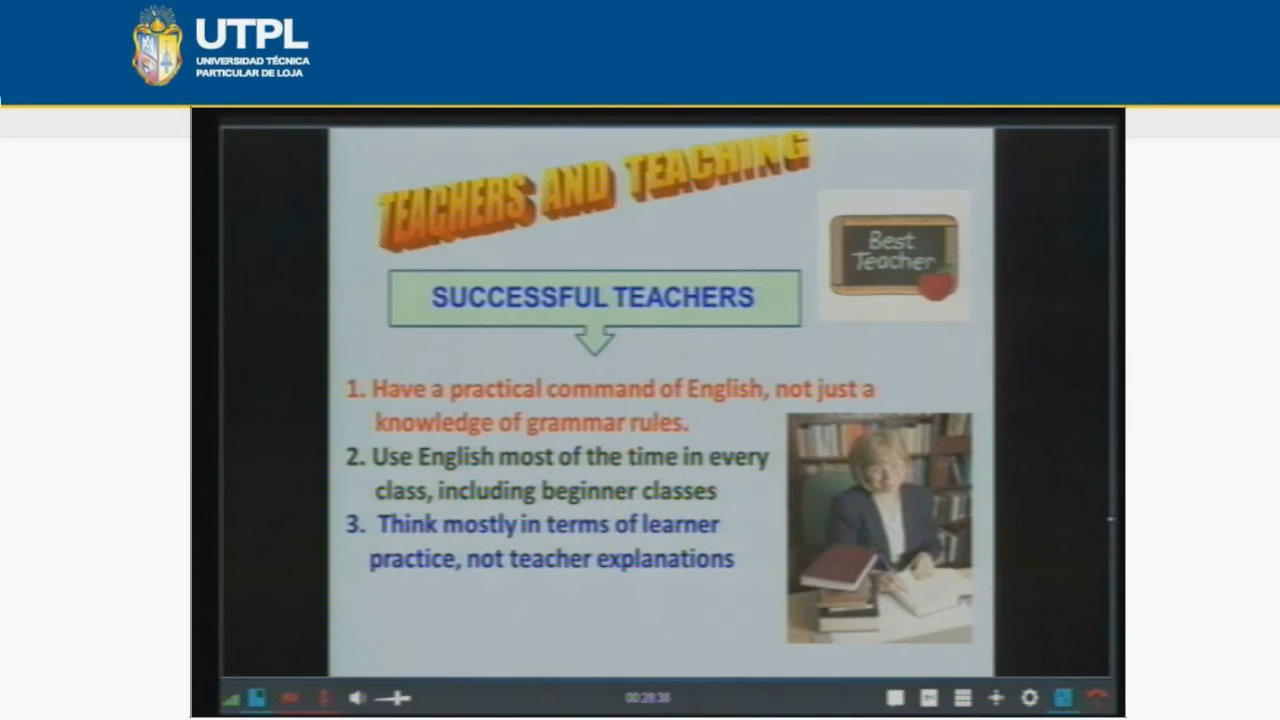 UTPL
UNIVERSIDAD TÉCNICA
PARTICULAR DE LOJA
TEACHERS AND TEACHING
Best
Teacher
SUCCESSFUL TEACHERS
1. Have a practical command of English, not just a
knowledge of grammar rules.
2. Use English most of the time in every
class, including beginner classes
3. Think mostly in terms of learner
practice, not teacher explanations
00:28:36